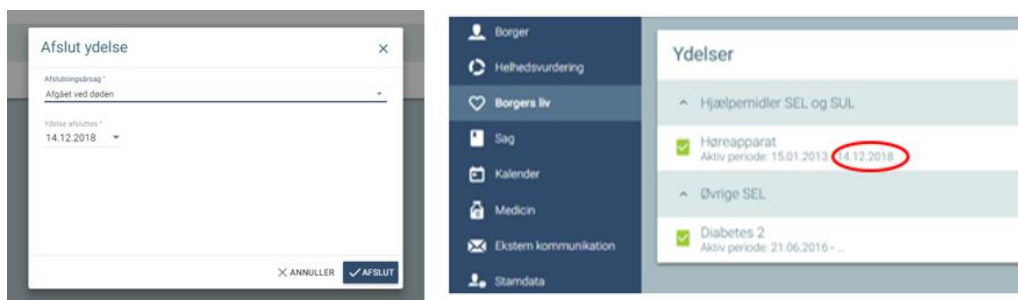 Afslut ydelse
Afslutningsårsag *
Afgået ved døden
Ydelse afsluttes *
14.12.2018
ANNULLER
AFSLUT
Borger
Helhedsvurdering
Borgers liv
Sag
Kalender
Medicin
Ekstern kommunikation
Stamdata
Ydelser
Hjælpemidler SEL og SUL
Høreapparat
Aktiv periode: 15.01.2013 - 14.12.2018
Øvrige SEL
Diabetes 2
Aktiv periode: 21.06.2016 - ...